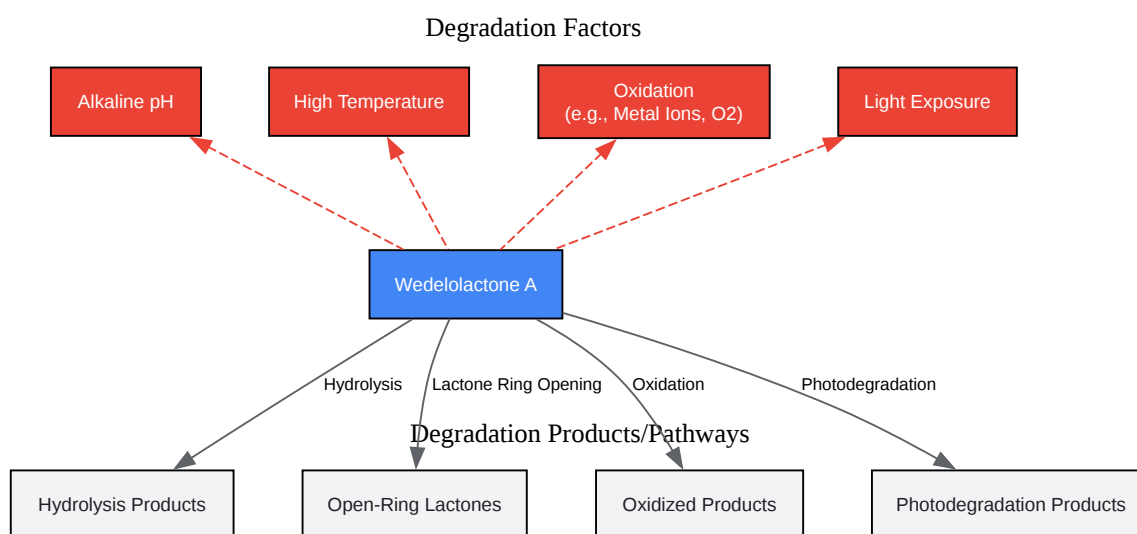 Degradation Factors
Alkaline pH
High Temperature
Oxidation
(e.g., Metal Ions, O2)
Light Exposure
Wedelolactone A
Hydrolysis
Lactone Ring Opening
Oxidation
Photodegradation
Degradation Products/Pathways
Hydrolysis Products
Open-Ring Lactones
Oxidized Products
Photodegradation Products